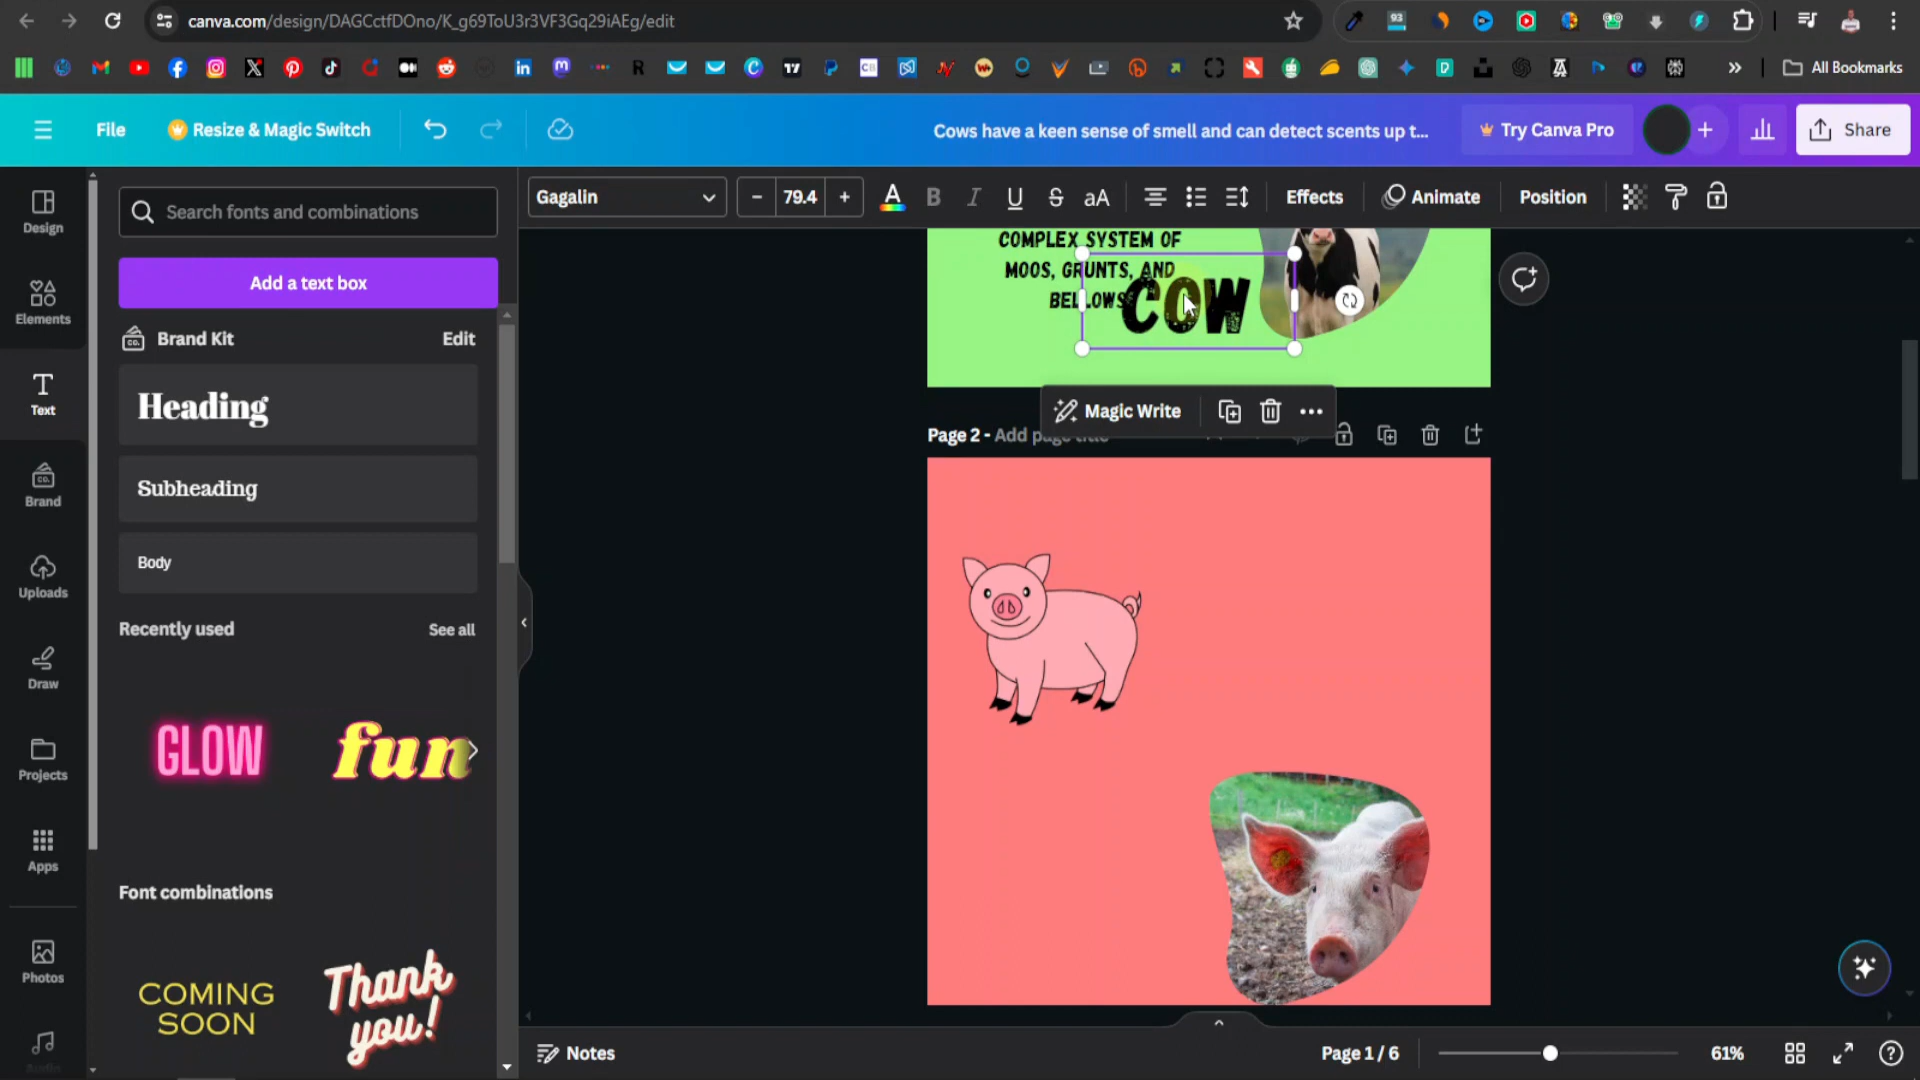 canva.com/design/DAGCctfDOno/K_g69ToU3r3VF3Gq29iAEg/edit
93
All Bookmarks
File
Resize & Magic Switch
Cows have a keen sense of smell and can detect scents up t...
Try Canva Pro
Share
Design
Elements
Text
Brand
Uploads
Draw
Projects
Apps
Photos
Audio
Search fonts and combinations
Add a text box
Brand Kit
Edit
Heading
Subheading
Body
Recently used
See all
GLOW
fun
Font combinations
COMING
SOON
Thank
you!
Gagalin
79.4
A
B
I
U
S
aA
Effects
Animate
Position
COMPLEX SYSTEM OF
MOOS, GRUNTS, AND
BELLOWS
COW
Magic Write
Page 2 - Add page title
Notes
Page 1 / 6
61%